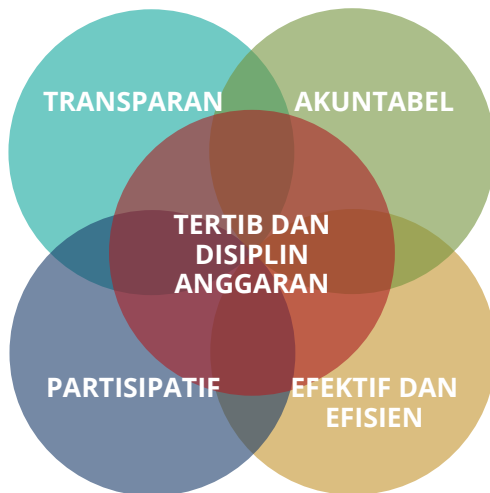 TRANSPARAN
AKUNTABEL
TERTIB DAN
DISIPLIN
ANGGARAN
PARTISIPATIF
EFEKTIF DAN
EFISIEN